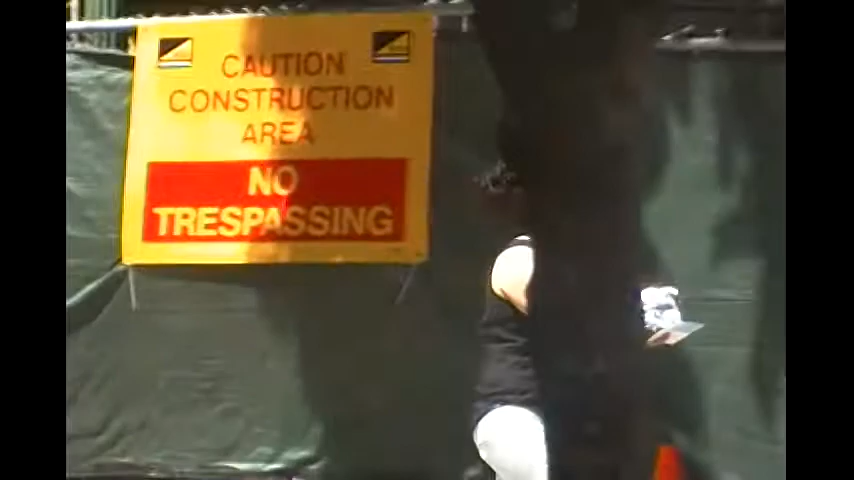 CAUTION
CONSTRUCTION
AREA
NO
TRESPASSING